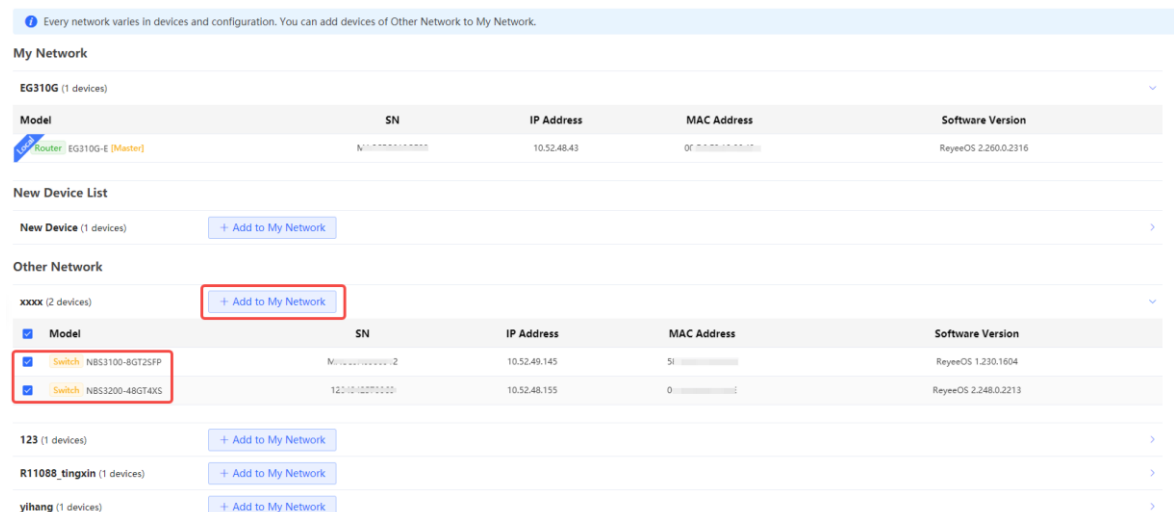 Every network varies in devices and configuration. You can add devices of Other Network to My Network.
My Network
EG310G (1 devices)
Model SN IP Address MAC Address Software Version
Local Router EG310G-E [Master] 10.52.48.43 ReyeeOS 2.260.0.2316
New Device List
New Device (1 devices) + Add to My Network
Other Network
xxxx (2 devices) + Add to My Network
Model SN IP Address MAC Address Software Version
Switch NBS3100-8GT2SFP 10.52.49.145 ReyeeOS 1.230.1604
Switch NBS3200-48GT4XS 10.52.48.155 ReyeeOS 2.248.0.2213
123 (1 devices) + Add to My Network
R11088_tingxin (1 devices) + Add to My Network
yihang (1 devices) + Add to My Network